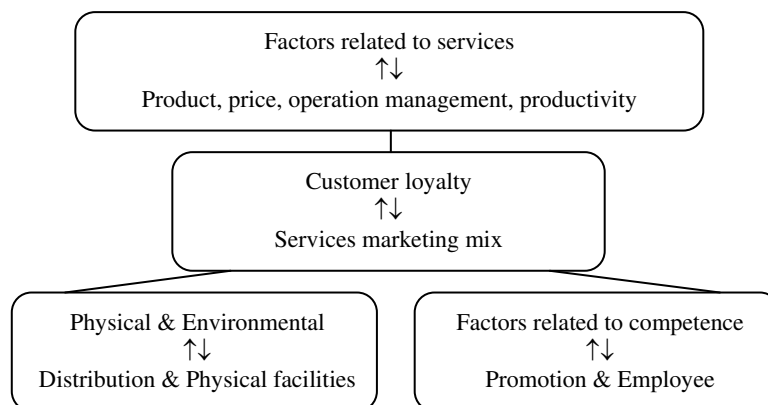 Factors related to services
↑↓
Product, price, operation management, productivity
Customer loyalty
↑↓
Services marketing mix
Physical & Environmental
↑↓
Distribution & Physical facilities
Factors related to competence
↑↓
Promotion & Employee